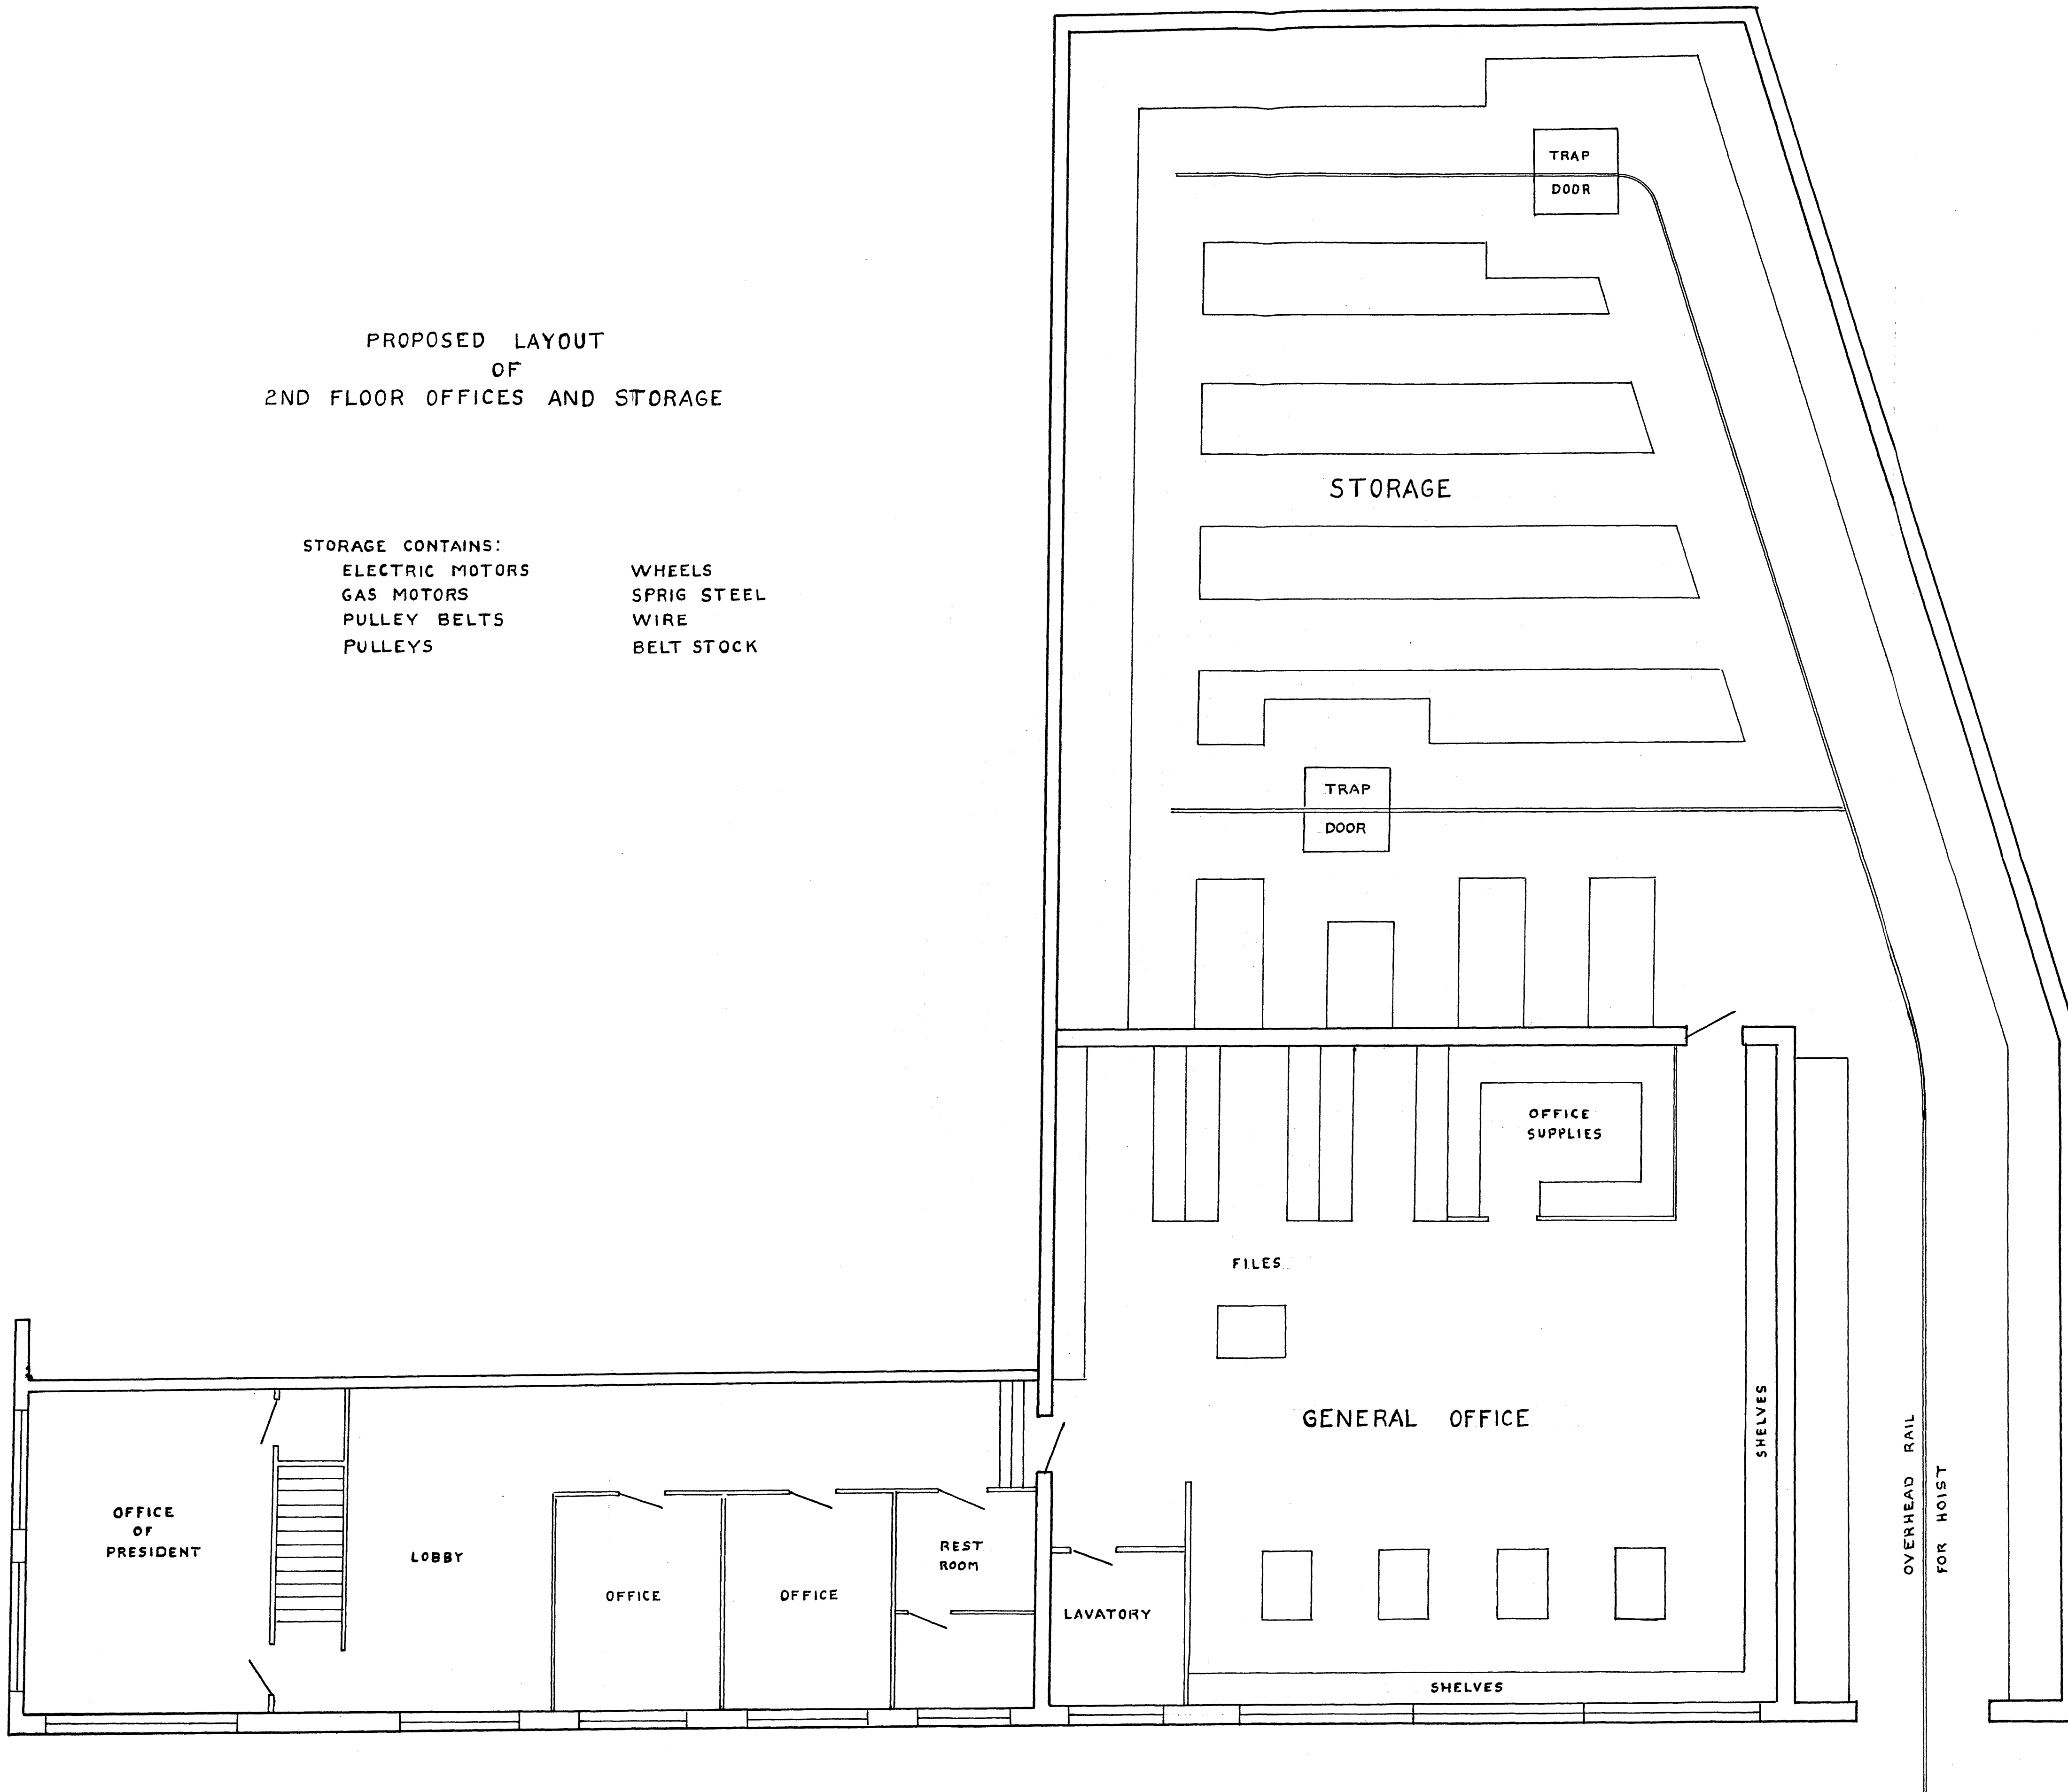 PROPOSED LAYOUT
OF
2ND FLOOR OFFICES AND STORAGE
STORAGE CONTAINS:
ELECTRIC MOTORS WHEELS
GAS MOTORS SPRIG STEEL
PULLEY BELTS WIRE
PULLEYS BELT STOCK
TRAP
DOOR
STORAGE
TRAP
DOOR
OFFICE
SUPPLIES
FILES
GENERAL OFFICE
SHELVES
OVERHEAD RAIL
FOR HOIST
OFFICE
OF
PRESIDENT
LOBBY
OFFICE
OFFICE
REST
ROOM
LAVATORY
SHELVES